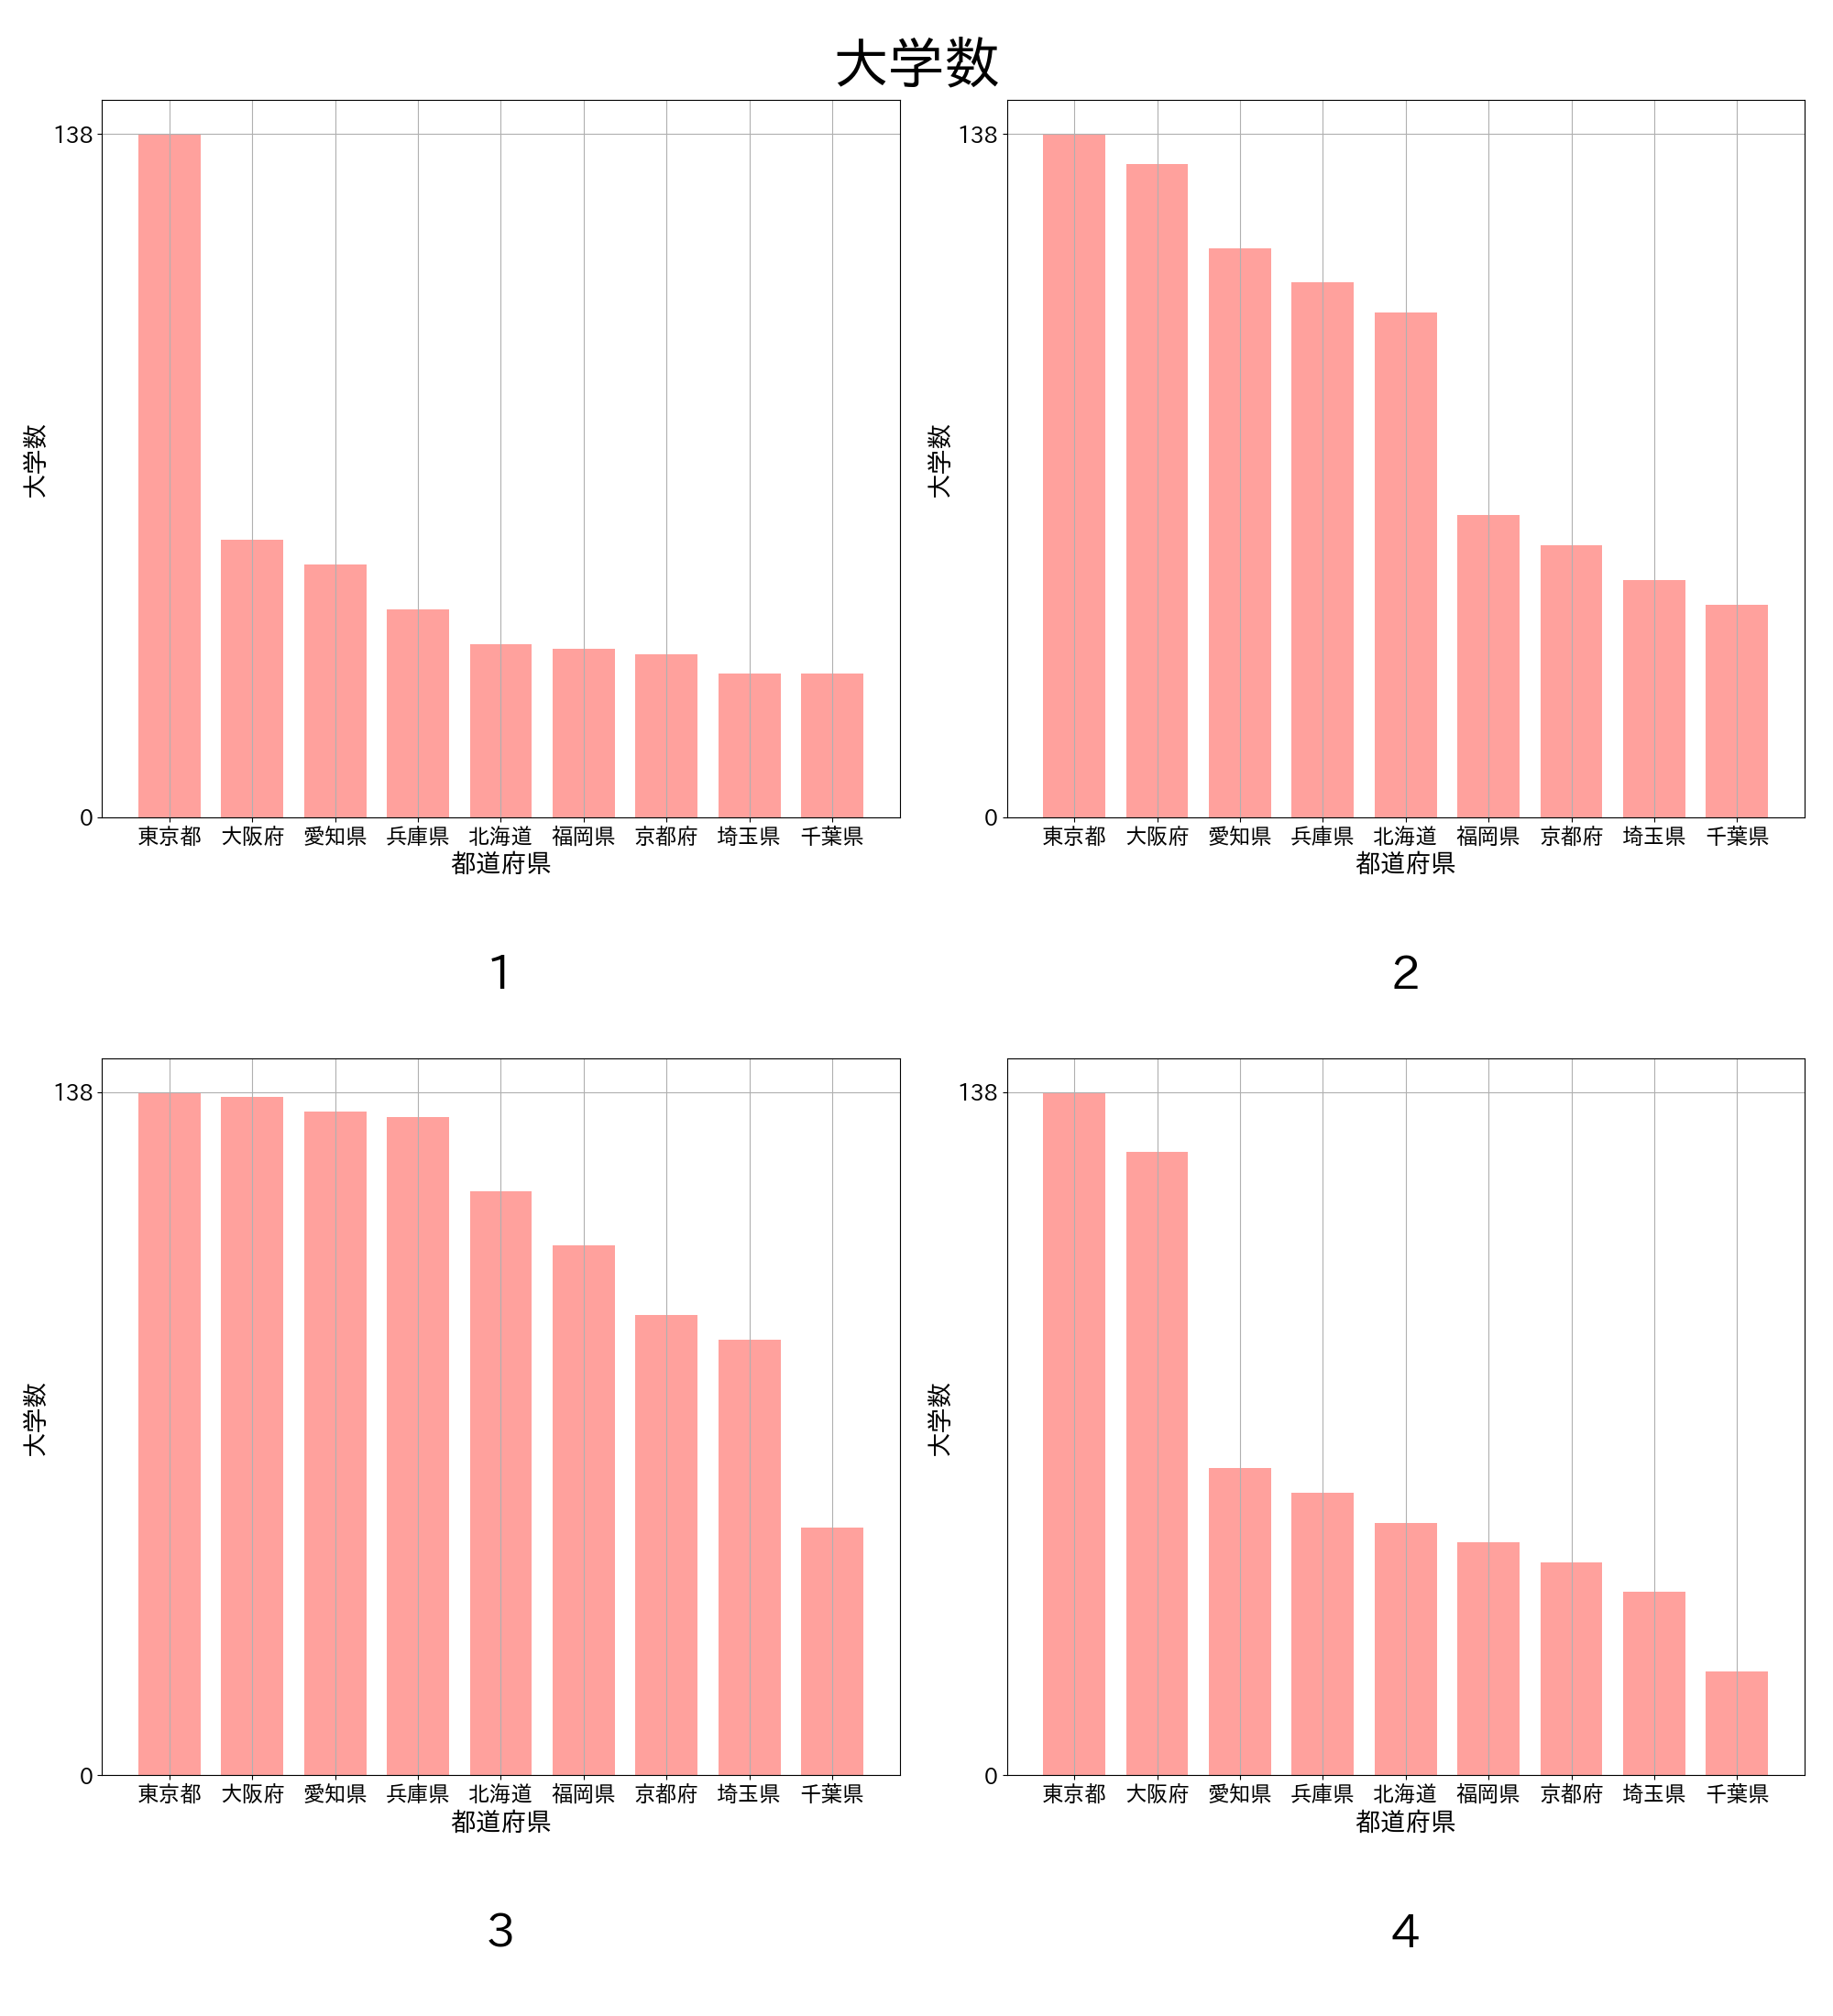 大学数
138
0
大学数
東京都 大阪府 愛知県 兵庫県 北海道 福岡県 京都府 埼玉県 千葉県
都道府県
1
138
0
大学数
東京都 大阪府 愛知県 兵庫県 北海道 福岡県 京都府 埼玉県 千葉県
都道府県
2
138
0
大学数
東京都 大阪府 愛知県 兵庫県 北海道 福岡県 京都府 埼玉県 千葉県
都道府県
3
138
0
大学数
東京都 大阪府 愛知県 兵庫県 北海道 福岡県 京都府 埼玉県 千葉県
都道府県
4